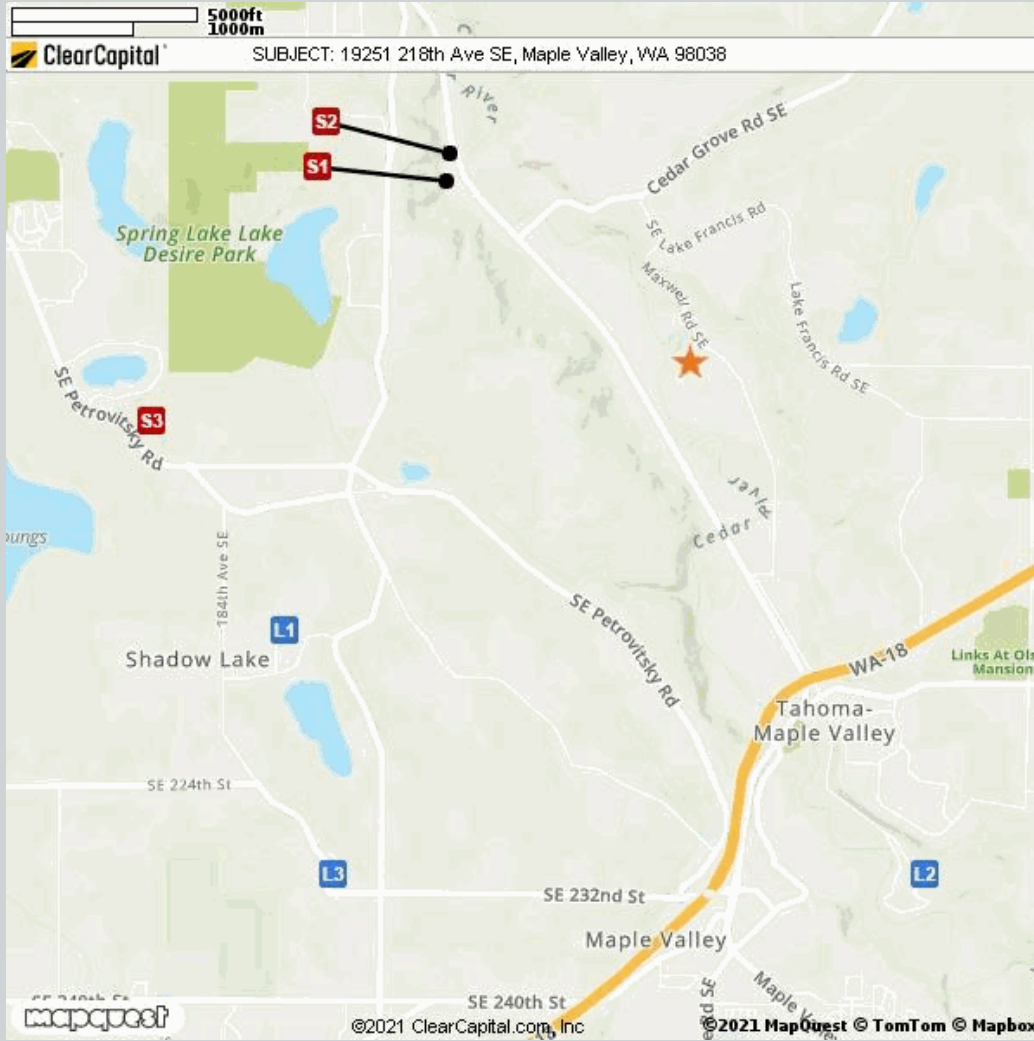 5000ft
1000m
ClearCapital
SUBJECT: 19251 218th Ave SE, Maple Valley, WA 98038
River
S2
S1
Cedar Grove Rd SE
SE Lake Francis Rd
Spring Lake Lake
Desire Park
Maxwell Rd SE
Lake Francis Rd SE
SE Petrovitsky Rd
S3
Cedar River
184th Ave SE
L1
SE Petrovitsky Rd
Shadow Lake
WA-18
Links At
Mansion
Tahoma-
Maple Valley
SE 224th St
L3
L2
SE 232nd St
Maple Valley
SE 240th St
SE 240th St
Maple Valley
mapquest
©2021 ClearCapital.com, Inc
©2021 MapQuest © TomTom © Mapbox